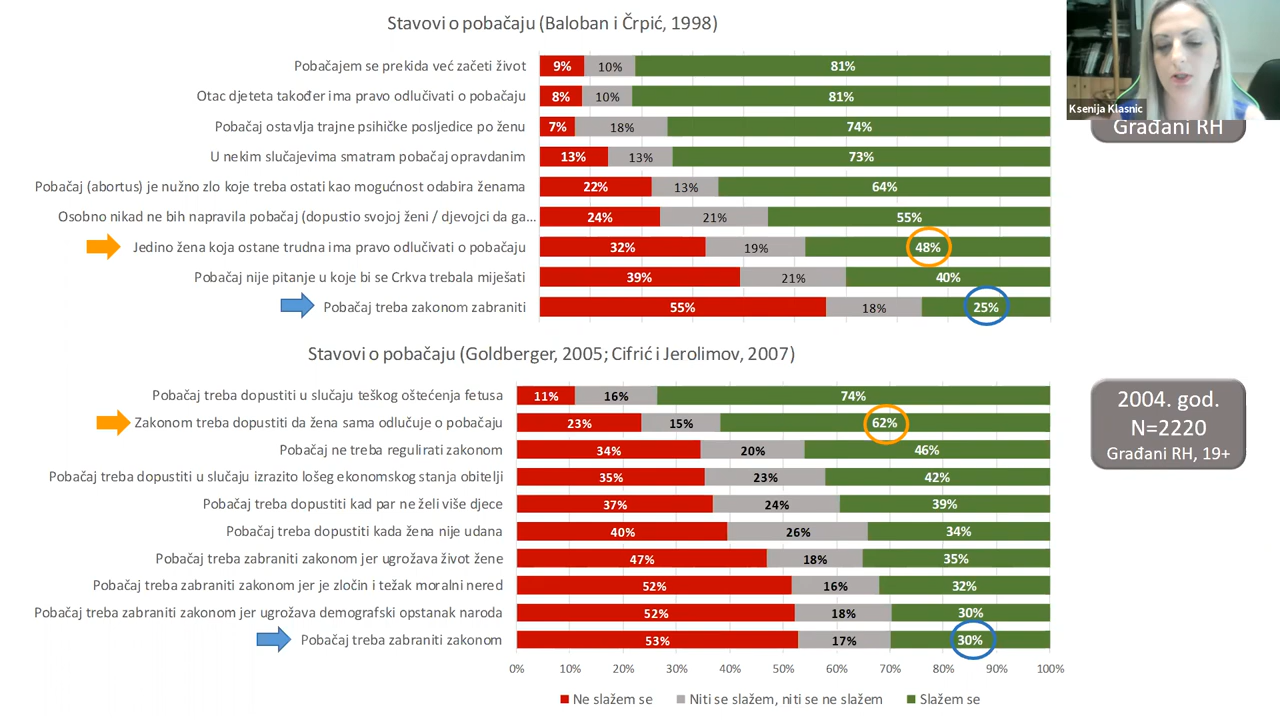 Stavovi o pobačaju (Baloban i Črpić, 1998)
Pobačajem se prekida već začeti život 9% 10% 81%
Otac djeteta također ima pravo odlučivati o pobačaju 8% 10% 81%
Pobačaj ostavlja trajne psihičke posljedice po ženu 7% 18% 74%
U nekim slučajevima smatram pobačaj opravdanim 13% 13% 73%
Pobačaj (abortus) je nužno zlo koje treba ostati kao mogućnost odabira ženama 22% 13% 64%
Osobno nikad ne bih napravila pobačaj (dopustio svojoj ženi / djevojci da ga... 24% 21% 55%
Jedino žena koja ostane trudna ima pravo odlučivati o pobačaju 32% 19% 48%
Pobačaj nije pitanje u koje bi se Crkva trebala miješati 39% 21% 40%
Pobačaj treba zakonom zabraniti 55% 18% 25%
Ksenija Klasnic
Građani RH
Stavovi o pobačaju (Goldberger, 2005; Cifrić i Jerolimov, 2007)
Pobačaj treba dopustiti u slučaju teškog oštećenja fetusa 11% 16% 74%
Zakonom treba dopustiti da žena sama odlučuje o pobačaju 23% 15% 62%
Pobačaj ne treba regulirati zakonom 34% 20% 46%
Pobačaj treba dopustiti u slučaju izrazito lošeg ekonomskog stanja obitelji 35% 23% 42%
Pobačaj treba dopustiti kad par ne želi više djece 37% 24% 39%
Pobačaj treba dopustiti kada žena nije udana 40% 26% 34%
Pobačaj treba zabraniti zakonom jer ugrožava život žene 47% 18% 35%
Pobačaj treba zabraniti zakonom jer je zločin i težak moralni nered 52% 16% 32%
Pobačaj treba zabraniti zakonom jer ugrožava demografski opstanak naroda 52% 18% 30%
Pobačaj treba zabraniti zakonom 53% 17% 30%
0% 10% 20% 30% 40% 50% 60% 70% 80% 90% 100%
Ne slažem se Niti se slažem, niti se ne slažem Slažem se
2004. god.
N=2220
Građani RH, 19+